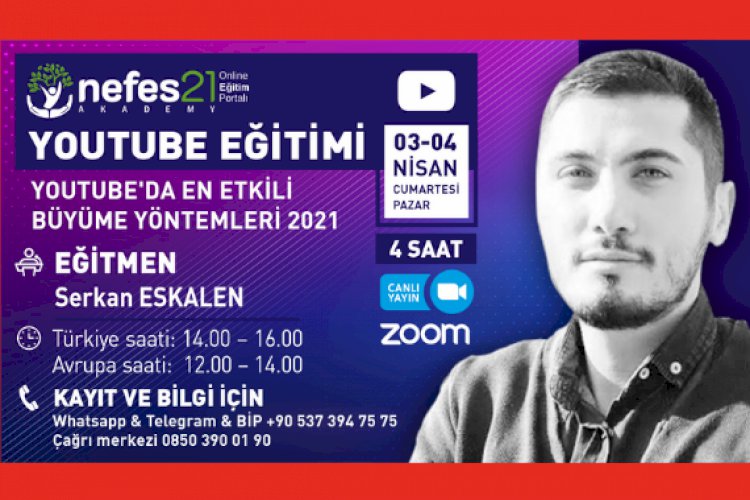 nefes21
AKADEMY
Online
Eğitim
Portalı
YOUTUBE EĞİTİMİ
YOUTUBE'DA EN ETKİLİ
BÜYÜME YÖNTEMLERİ 2021
EĞİTMEN
Serkan ESKALEN
Türkiye saati: 14.00 – 16.00
Avrupa saati: 12.00 – 14.00
KAYIT VE BİLGİ İÇİN
Whatsapp & Telegram & BİP +90 537 394 75 75
Çağrı merkezi 0850 390 01 90
03-04
NİSAN
CUMARTESİ
PAZAR
4 SAAT
CANLI
YAYIN
zoom